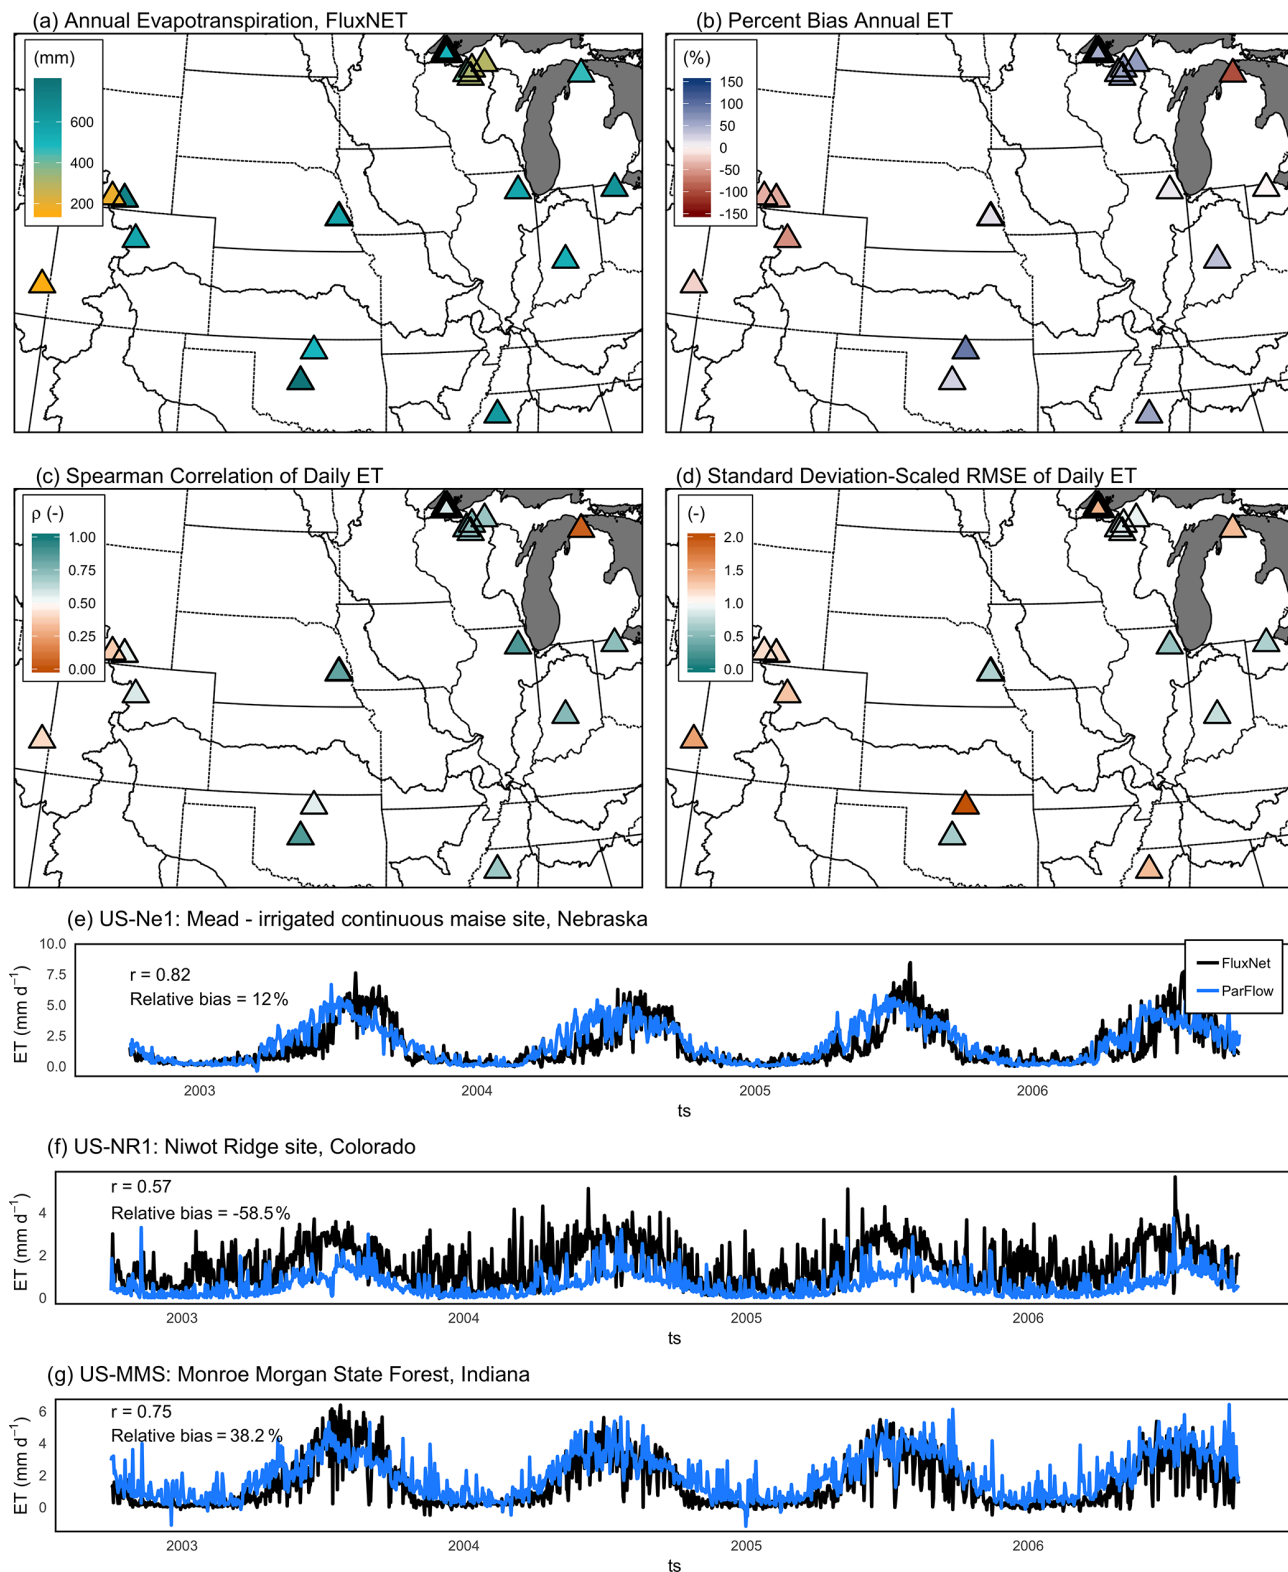 (a) Annual Evapotranspiration, FluxNET
(mm)
600
400
200
(b) Percent Bias Annual ET
(%)
150
100
50
0
-50
-100
-150
(c) Spearman Correlation of Daily ET
ρ (-)
1.00
0.75
0.50
0.25
0.00
(d) Standard Deviation-Scaled RMSE of Daily ET
(-)
2.0
1.5
1.0
0.5
0.0
(e) US-Ne1: Mead - irrigated continuous maise site, Nebraska
ET (mm d⁻¹)
10.0
7.5
5.0
2.5
0.0
r = 0.82
Relative bias = 12%
FluxNet
ParFlow
2003 2004 2005 2006
ts
(f) US-NR1: Niwot Ridge site, Colorado
ET (mm d⁻¹)
4
2
0
r = 0.57
Relative bias = -58.5%
2003 2004 2005 2006
ts
(g) US-MMS: Monroe Morgan State Forest, Indiana
ET (mm d⁻¹)
6
4
2
0
r = 0.75
Relative bias = 38.2%
2003 2004 2005 2006
ts